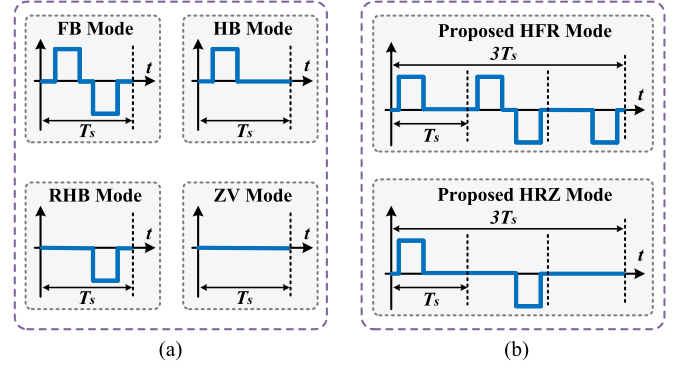 FB Mode
t
Ts
HB Mode
t
Ts
RHB Mode
t
Ts
ZV Mode
t
Ts
(a)
Proposed HFR Mode
3Ts
t
Ts
Proposed HRZ Mode
3Ts
t
Ts
(b)